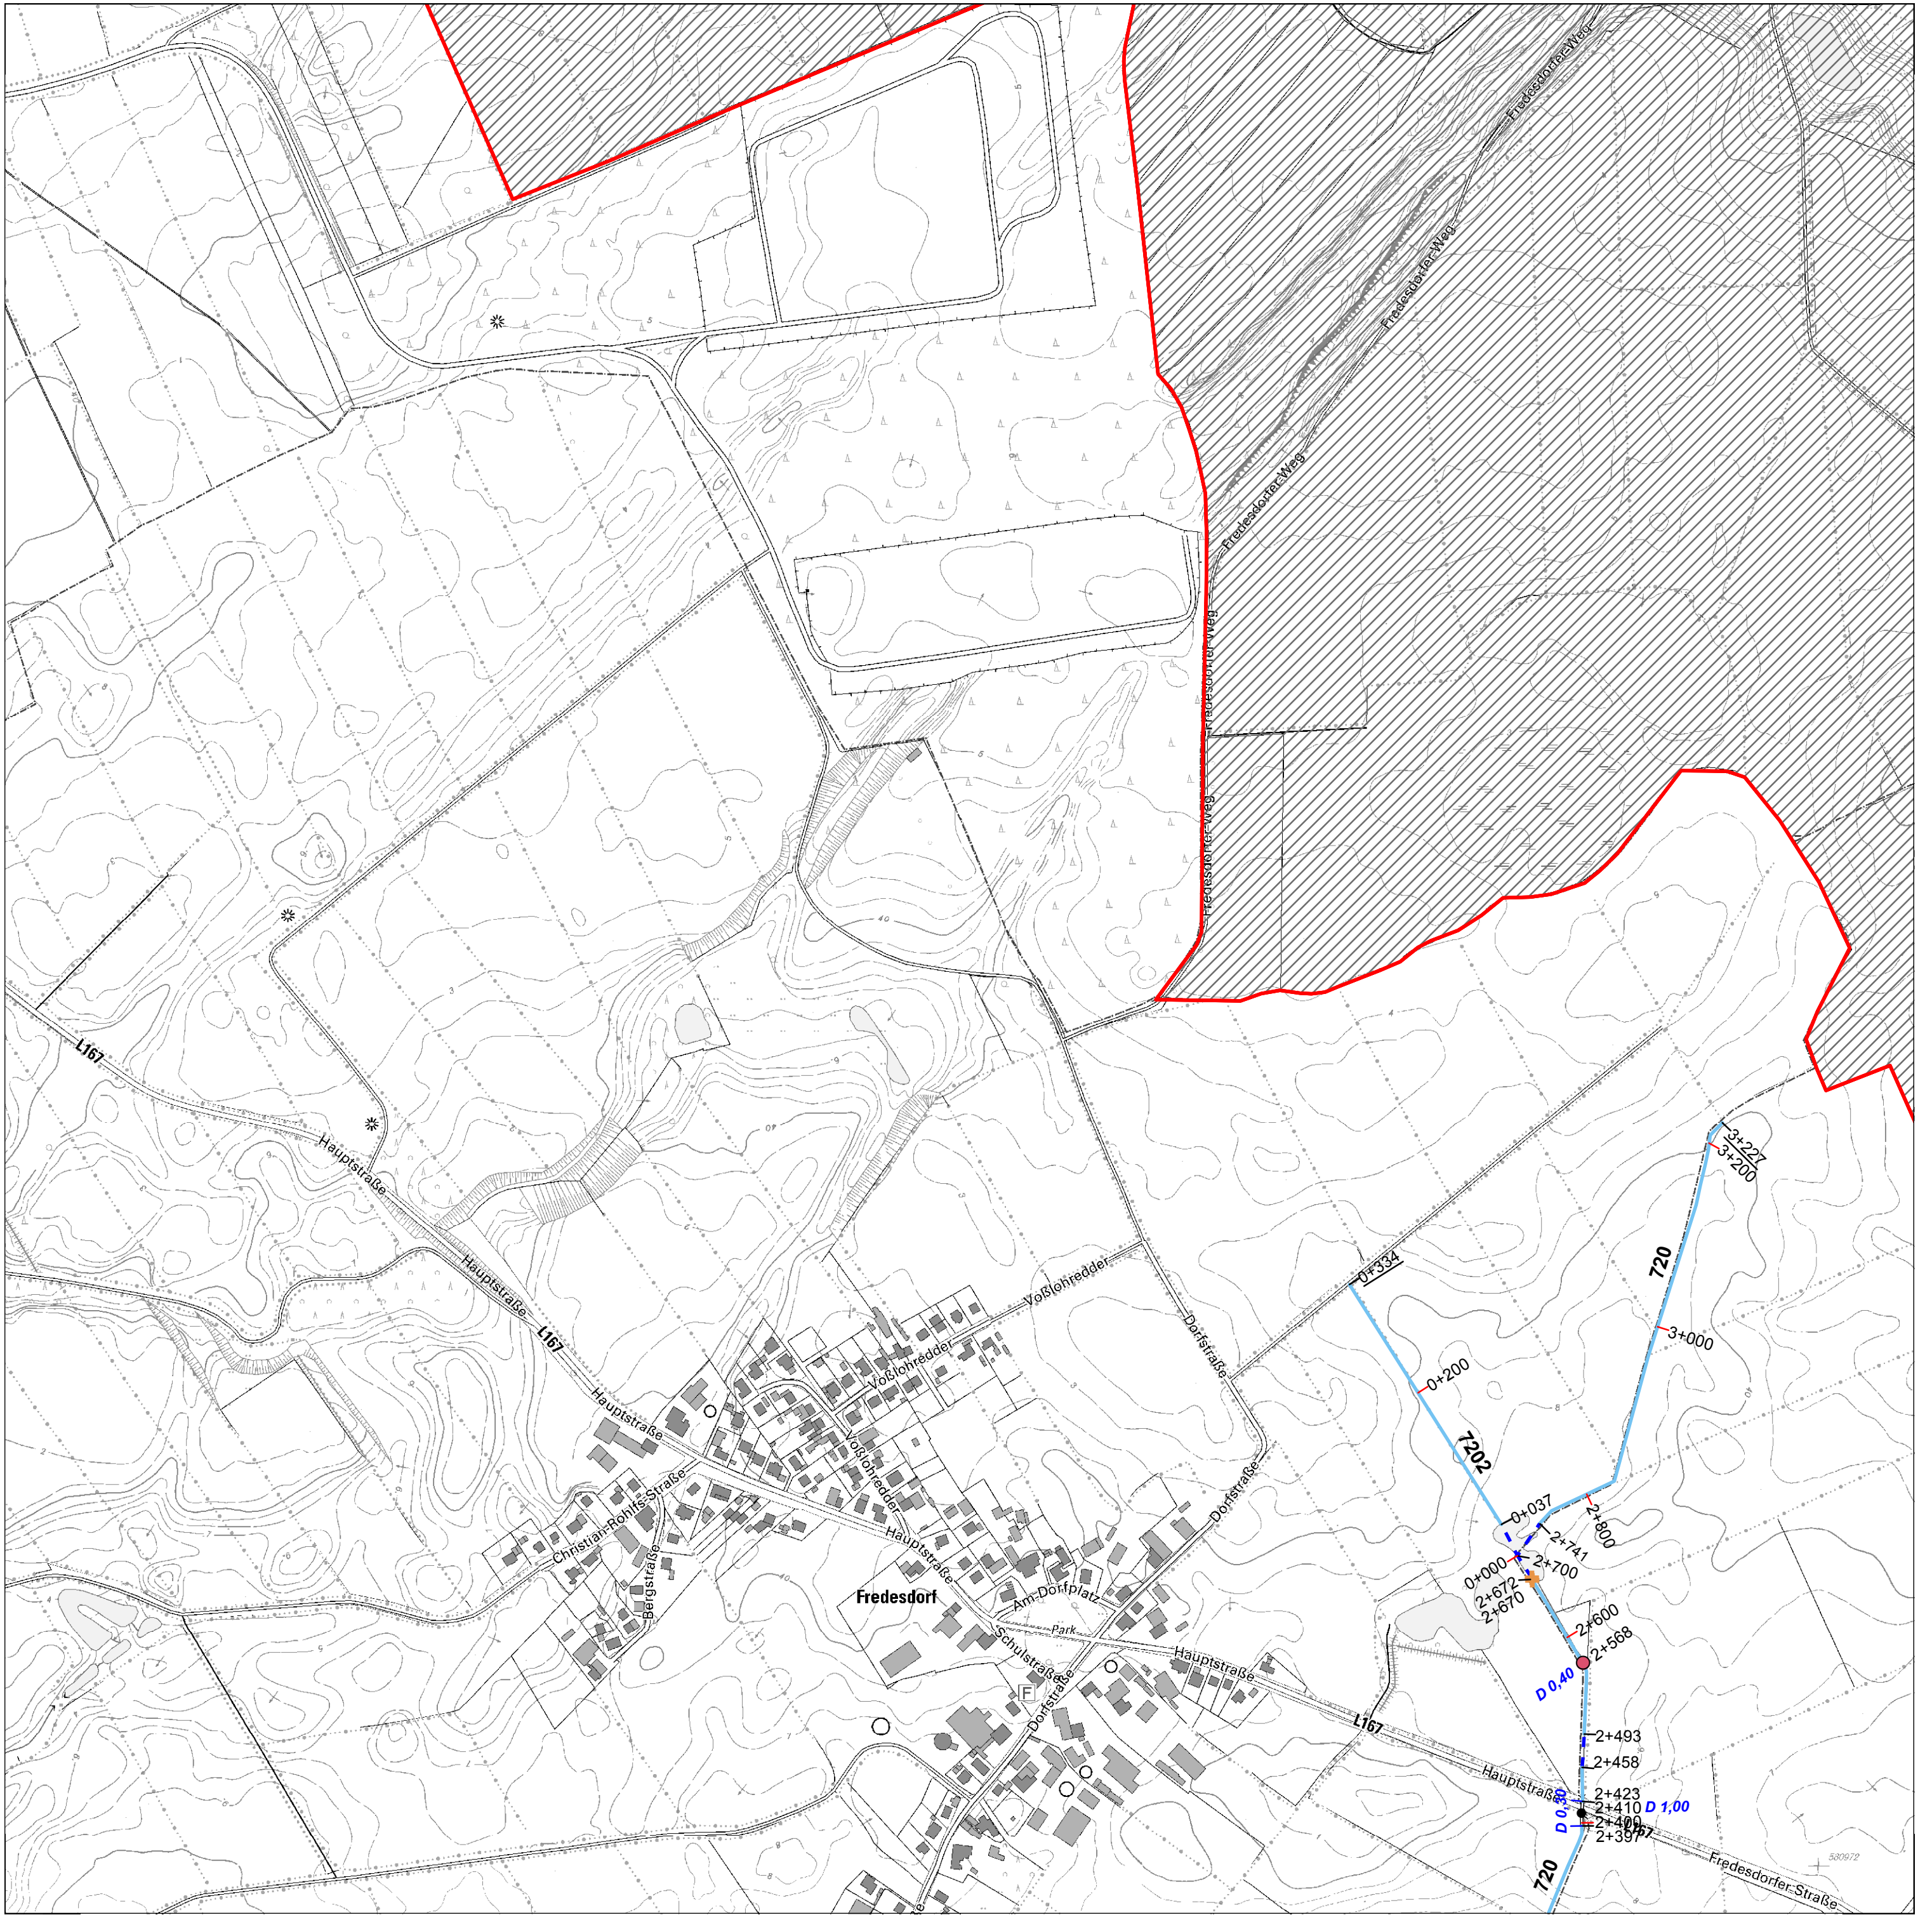 Fredesdorfer-Weg
Fredesdorfer-Weg
Fredesdorfer-Weg
Fredesdorfer-Weg
Fredesdorfer-Weg
L167
Hauptstraße
Hauptstraße
L167
Hauptstraße
Voßlohredder
Voßlohredder
Voßlohredder
Dorfstraße
Dorfstraße
Christian-Rohlfs-Straße
Bergstraße
Hauptstraße
Fredesdorf
Am-Dorfplatz
Park
Schulstraße
Hauptstraße
F
Dorfstraße
L167
Hauptstraße
Fredesdorfer Straße
580972
3+227
3+200
720
3+000
0+334
0+200
7202
0+037
2+800
2+741
0+000
2+700
2+672
2+670
2+600
2+568
D 0,40
2+493
2+458
2+423
2+410
D 1,00
D 0,30
2+400
2+397
720